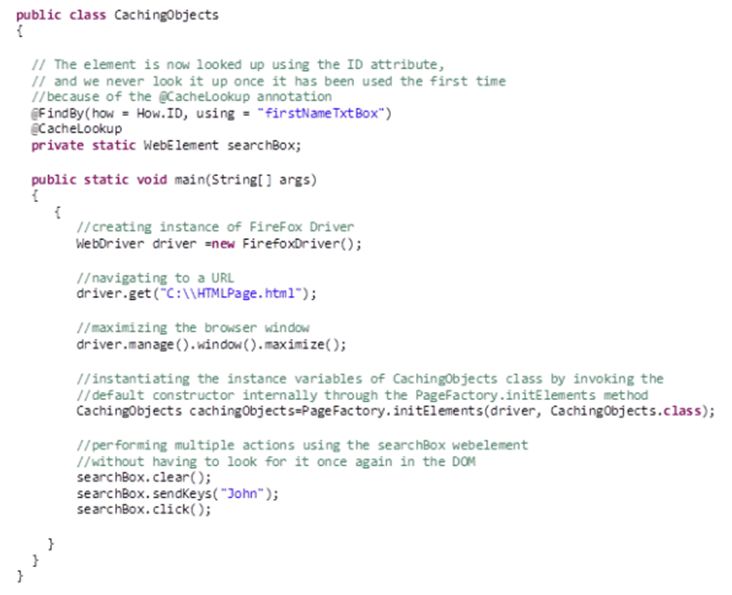 public class CachingObjects
{
// The element is now looked up using the ID attribute,
// and we never look it up once it has been used the first time
//because of the @CacheLookup annotation
@FindBy(how = How.ID, using = "firstNameTxtBox")
@CacheLookup
private static WebElement searchBox;
public static void main(String[] args)
{
{
//creating instance of FireFox Driver
WebDriver driver =new FirefoxDriver();
//navigating to a URL
driver.get("C:\\HTMLPage.html");
//maximizing the browser window
driver.manage().window().maximize();
//instantiating the instance variables of CachingObjects class by invoking the
//default constructor internally through the PageFactory.initElements method
CachingObjects cachingObjects=PageFactory.initElements(driver, CachingObjects.class);
//performing multiple actions using the searchBox webelement
//without having to look for it once again in the DOM
searchBox.clear();
searchBox.sendKeys("John");
searchBox.click();
}
}
}